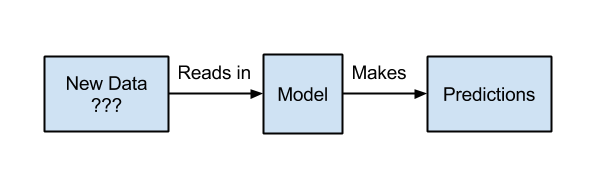 New Data
???
Reads in
Model
Makes
Predictions